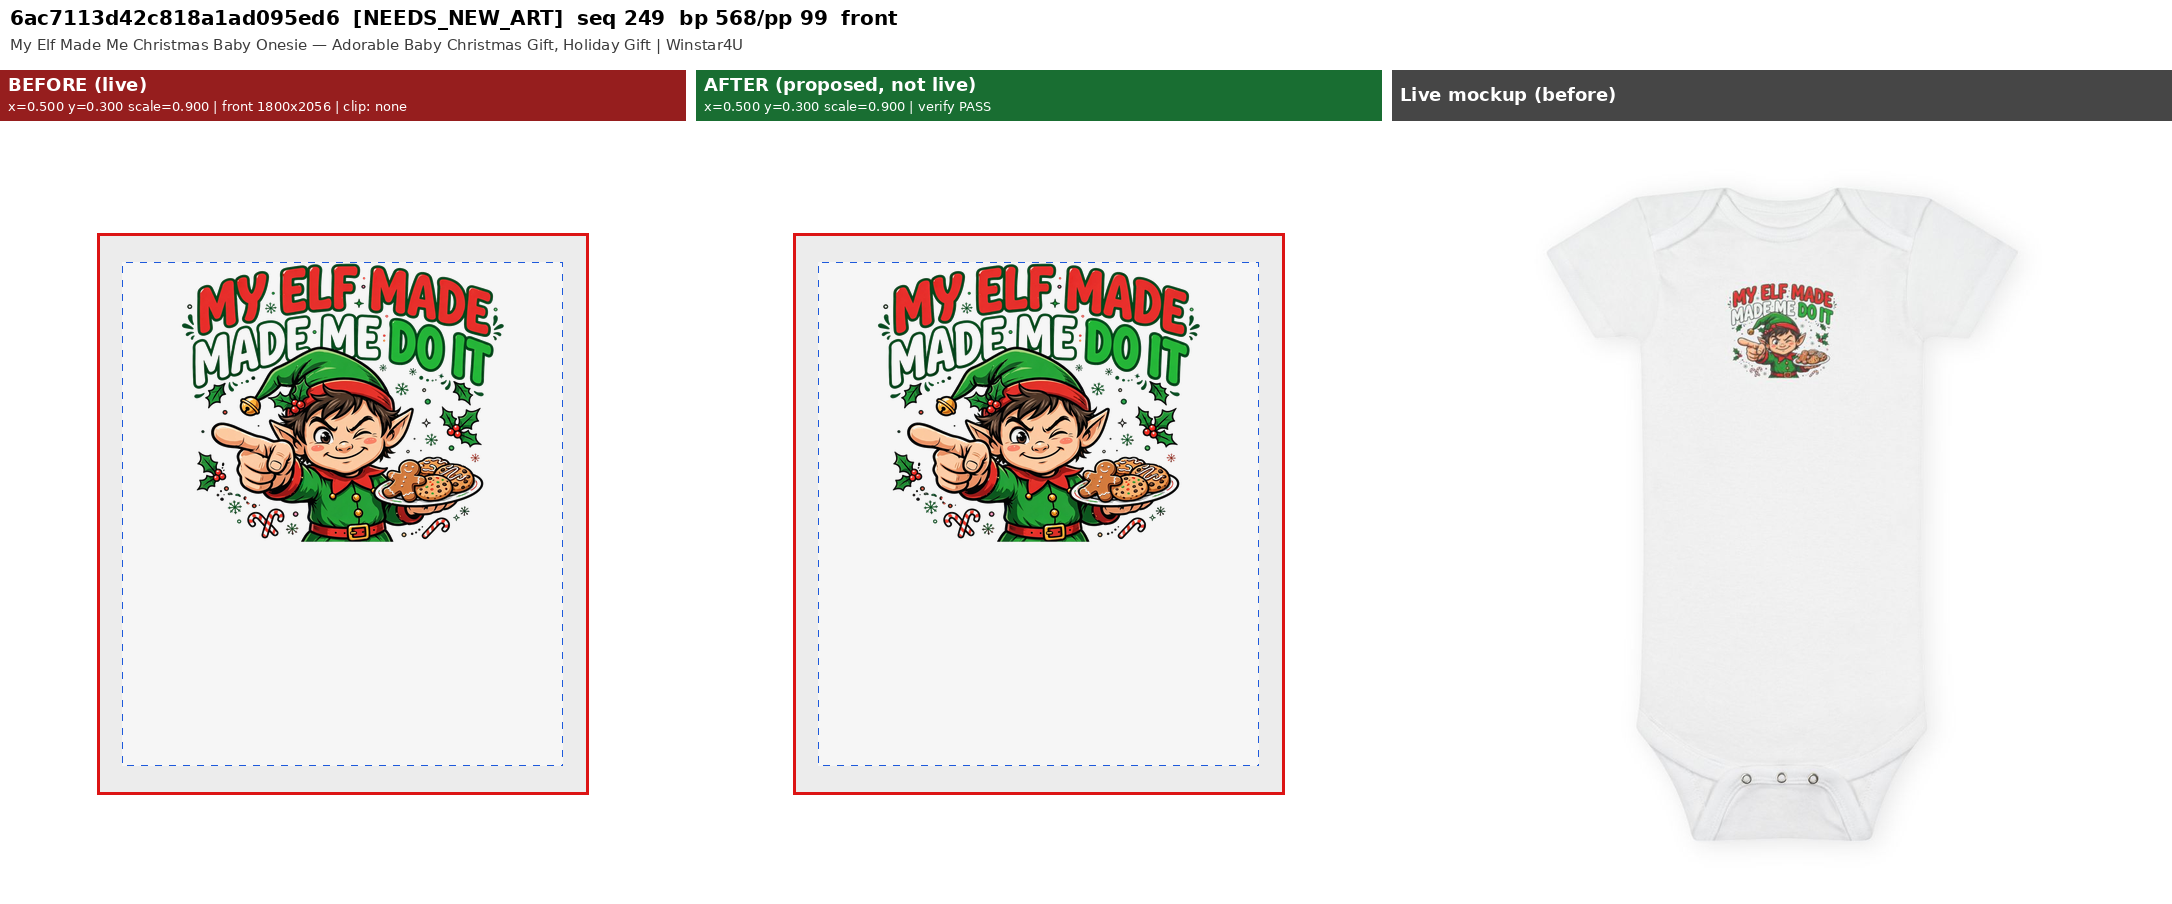 6ac7113d42c818a1ad095ed6 [NEEDS_NEW_ART] seq 249 bp 568/pp 99 front
My Elf Made Me Christmas Baby Onesie — Adorable Baby Christmas Gift, Holiday Gift | Winstar4U
BEFORE (live)
x=0.500 y=0.300 scale=0.900 | front 1800x2056 | clip: none
MY ELF MADE
MADE ME DO IT
AFTER (proposed, not live)
x=0.500 y=0.300 scale=0.900 | verify PASS
MY ELF MADE
MADE ME DO IT
Live mockup (before)
MY ELF MADE
MADE ME DO IT